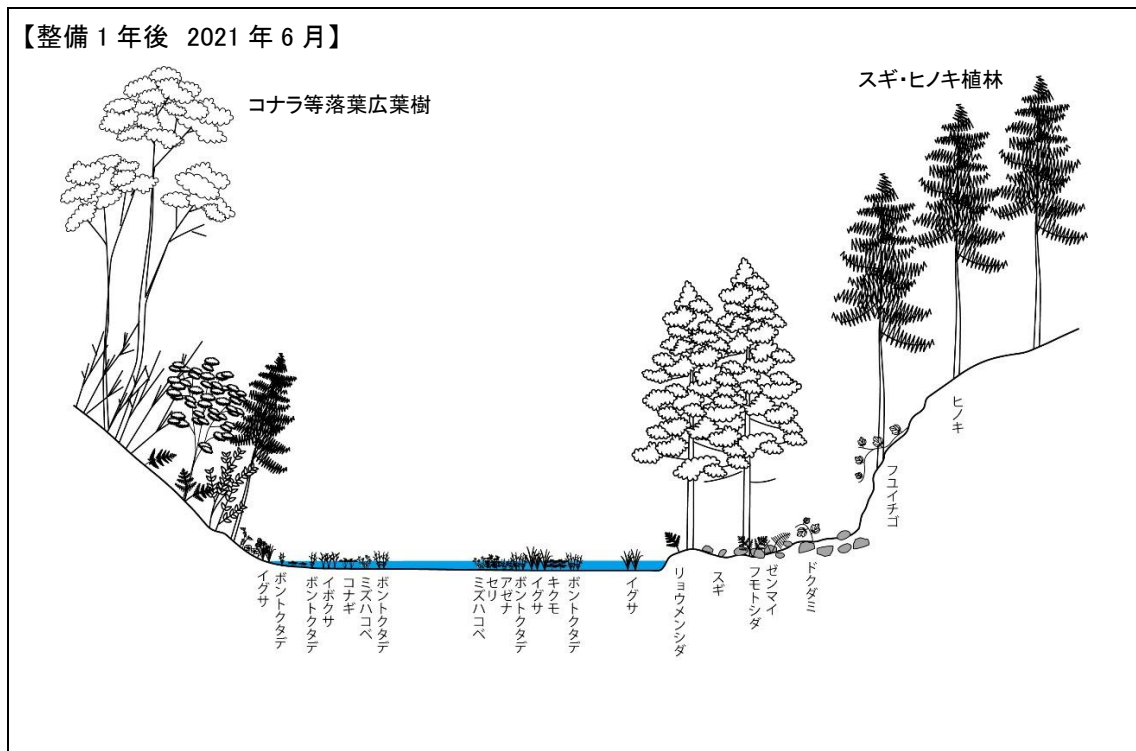 【整備1年後 2021年6月】
コナラ等落葉広葉樹
スギ・ヒノキ植林
イグサ
ボントクタデ
ボントクタデ
イボクサ
コナギ
ミズハコベ
ボントクタデ
ミズハコベ
セリ
アゼナ
ボントクタデ
イグサ
キクモ
ボントクタデ
イグサ
リョウメンシダ
スギ
フモトシダ
ゼンマイ
ドクダミ
フユイチゴ
ヒノキ